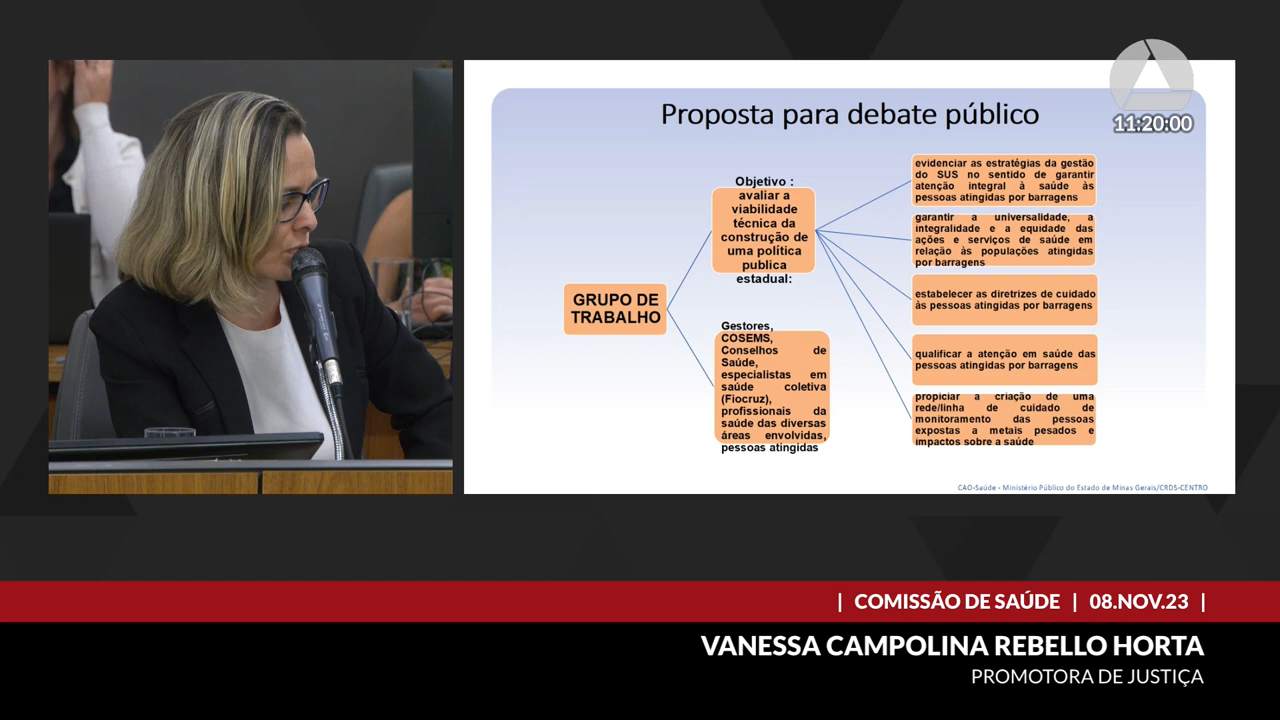 Proposta para debate público
11:20:00
GRUPO DE
TRABALHO
Objetivo :
avaliar a
viabilidade
técnica da
construção de
uma política
publica
estadual:
Gestores,
COSEMS,
Conselhos de
Saúde,
especialistas em
saúde coletiva
(Fiocruz),
profissionais da
saúde das diversas
áreas envolvidas,
pessoas atingidas
evidenciar as estratégias da gestão
do SUS no sentido de garantir
atenção integral à saúde às
pessoas atingidas por barragens
garantir a universalidade, a
integralidade e a equidade das
ações e serviços de saúde em
relação às populações atingidas
por barragens
estabelecer as diretrizes de cuidado
às pessoas atingidas por barragens
qualificar a atenção em saúde das
pessoas atingidas por barragens
propiciar a criação de uma
rede/linha de cuidado de
monitoramento das pessoas
expostas a metais pesados e
impactos sobre a saúde
CAO-Saúde - Ministério Público do Estado de Minas Gerais/CRDS-CENTRO
| COMISSÃO DE SAÚDE | 08.NOV.23 |
VANESSA CAMPOLINA REBELLO HORTA
PROMOTORA DE JUSTIÇA